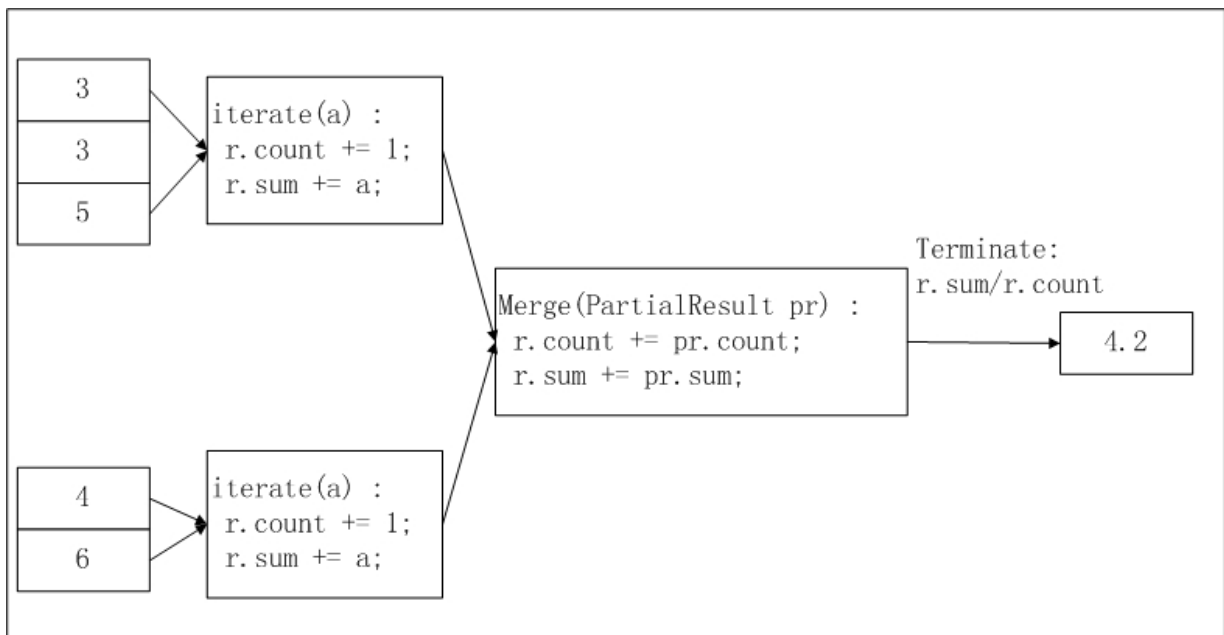 3
3
5
iterate(a) :
r.count += 1;
r.sum += a;
Merge(PartialResult pr) :
r.count += pr.count;
r.sum += pr.sum;
Terminate:
r.sum/r.count
4.2
4
6
iterate(a) :
r.count += 1;
r.sum += a;